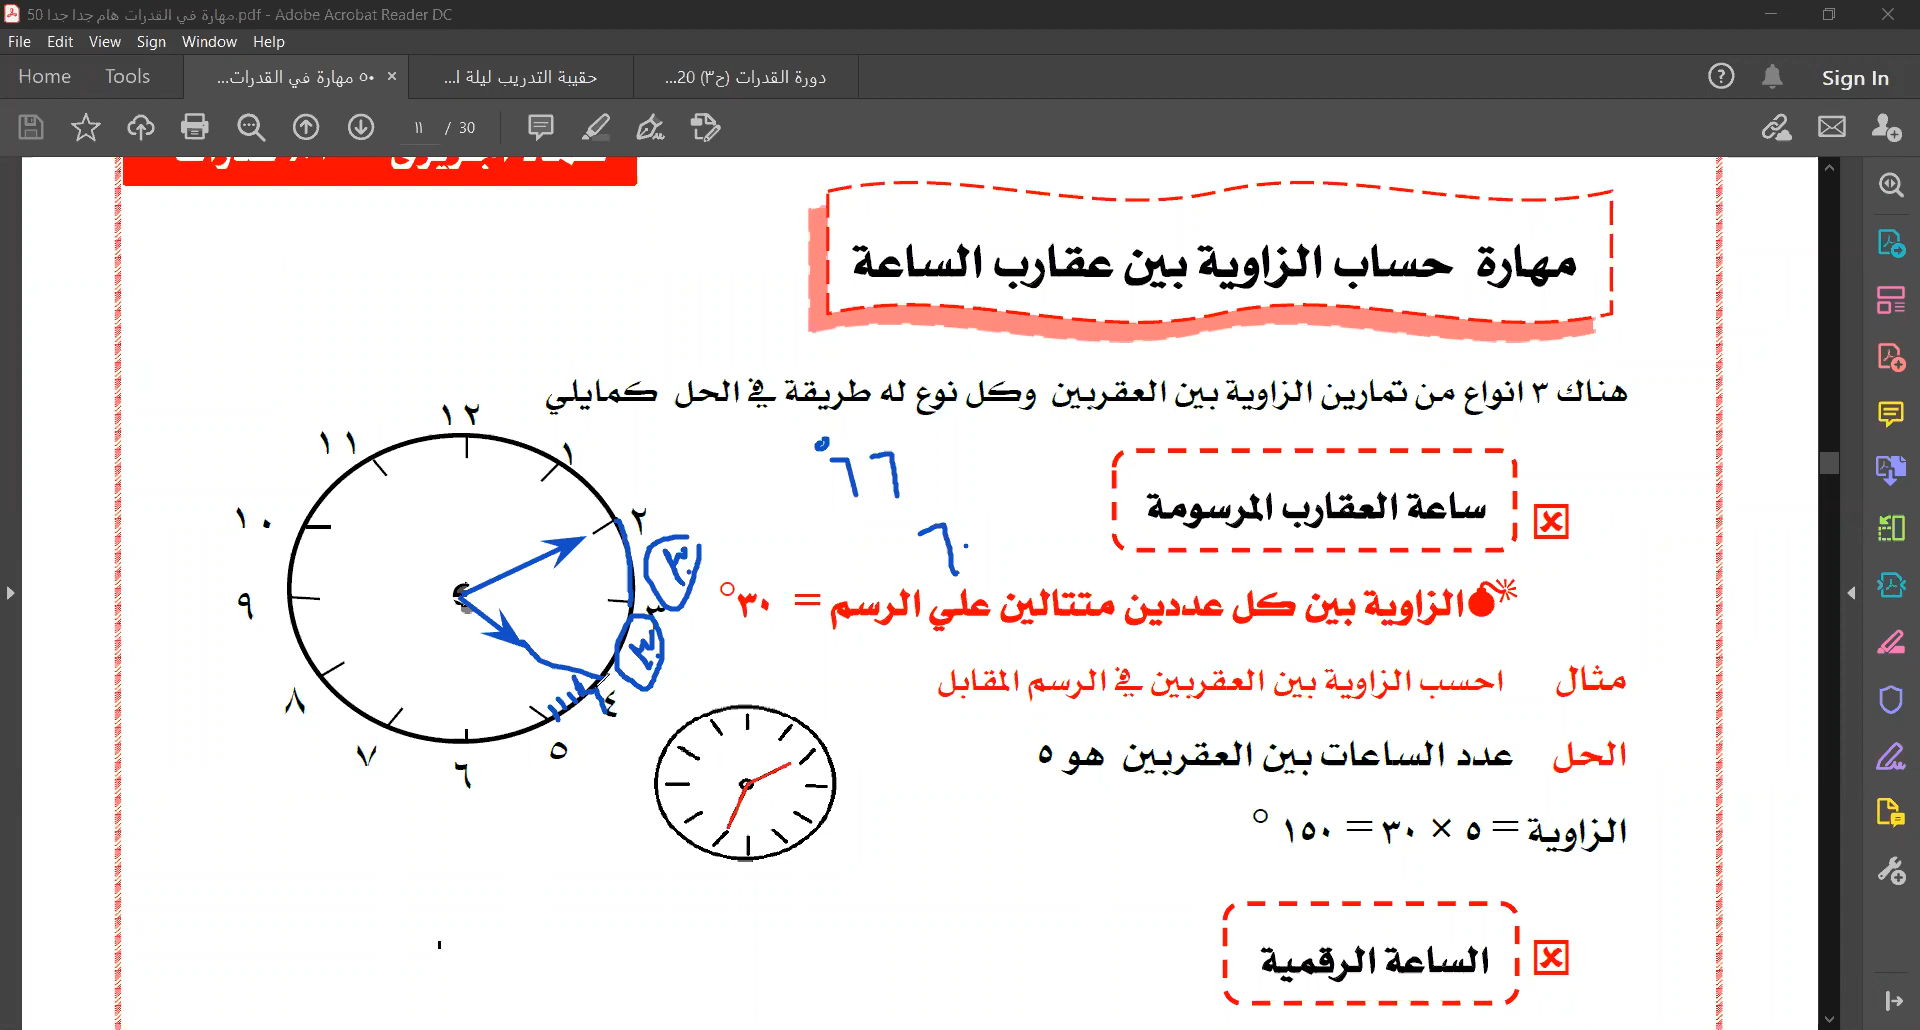 50 مهارة في القدرات هام جدا جدا.pdf - Adobe Acrobat Reader DC
File Edit View Sign Window Help
Home Tools ٥٠ مهارة في القدرات... × حقيبة التدريب ليلة ا... دورة القدرات (ح٣) 20... Sign In
١١ / 30
مهارة حساب الزاوية بين عقارب الساعة
هناك ٣ انواع من تمارين الزاوية بين العقربين وكل نوع له طريقة في الحل كمايلي
ساعة العقارب المرسومة
٦٦°
٦٠
الزاوية بين كل عددين متتالين علي الرسم = ٣٠°
مثال احسب الزاوية بين العقربين في الرسم المقابل
الحل عدد الساعات بين العقربين هو ٥
الزاوية = ٥ × ٣٠ = ١٥٠ °
الساعة الرقمية
١٢
١
٢
٣
٤
٥
٦
٧
٨
٩
١٠
١١
٣٠
٣٠